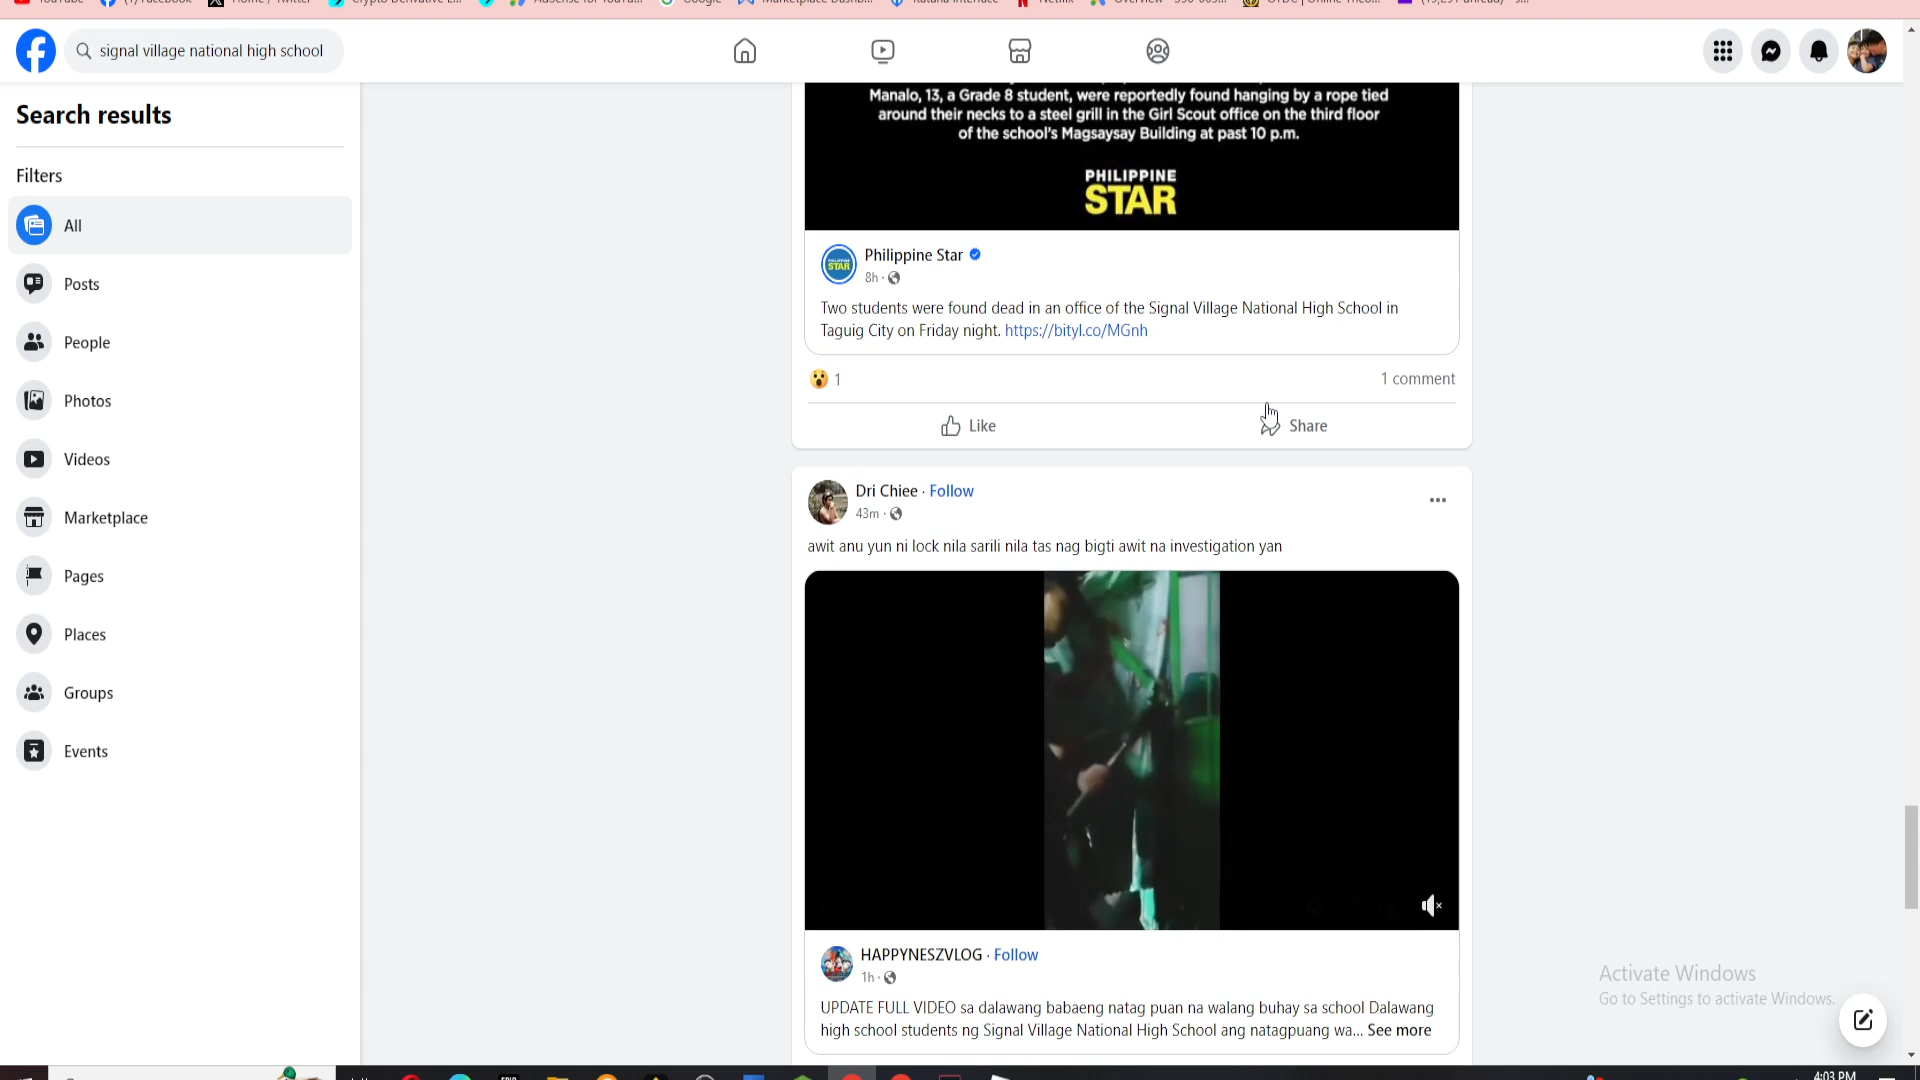 signal village national high school
Search results
Filters
All
Posts
People
Photos
Videos
Marketplace
Pages
Places
Groups
Events
Manalo, 13, a Grade 8 student, were reportedly found hanging by a rope tied
around their necks to a steel grill in the Girl Scout office on the third floor
of the school's Magsaysay Building at past 10 p.m.
PHILIPPINE
STAR
Philippine Star
8h ·
Two students were found dead in an office of the Signal Village National High School in
Taguig City on Friday night. https://bityl.co/MGnh
1
1 comment
Like
Share
Dri Chiee · Follow
43m ·
awit anu yun ni lock nila sarili nila tas nag bigti awit na investigation yan
HAPPYNESZVLOG · Follow
1h ·
UPDATE FULL VIDEO sa dalawang babaeng natag puan na walang buhay sa school Dalawang
high school students ng Signal Village National High School ang natagpuang wa... See more
Activate Windows
Go to Settings to activate Windows.
4:03 PM